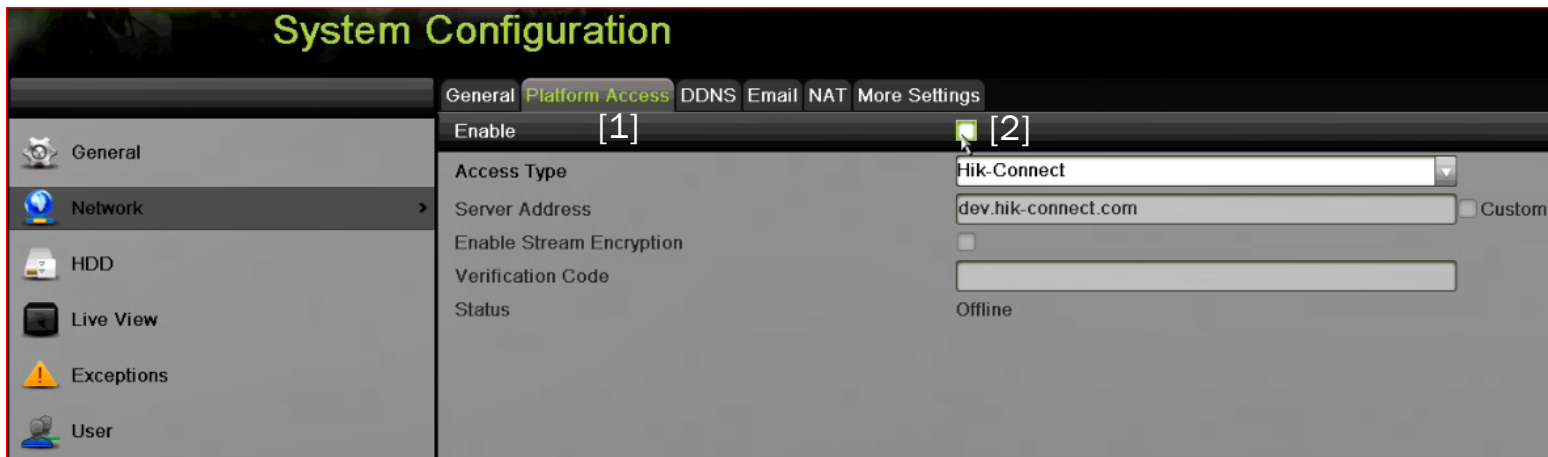 System Configuration
General Platform Access DDNS Email NAT More Settings
Enable [1] [2]
General
Access Type Hik-Connect
Network
Server Address dev.hik-connect.com Custom
Enable Stream Encryption
HDD
Verification Code
Status Offline
Live View
Exceptions
User